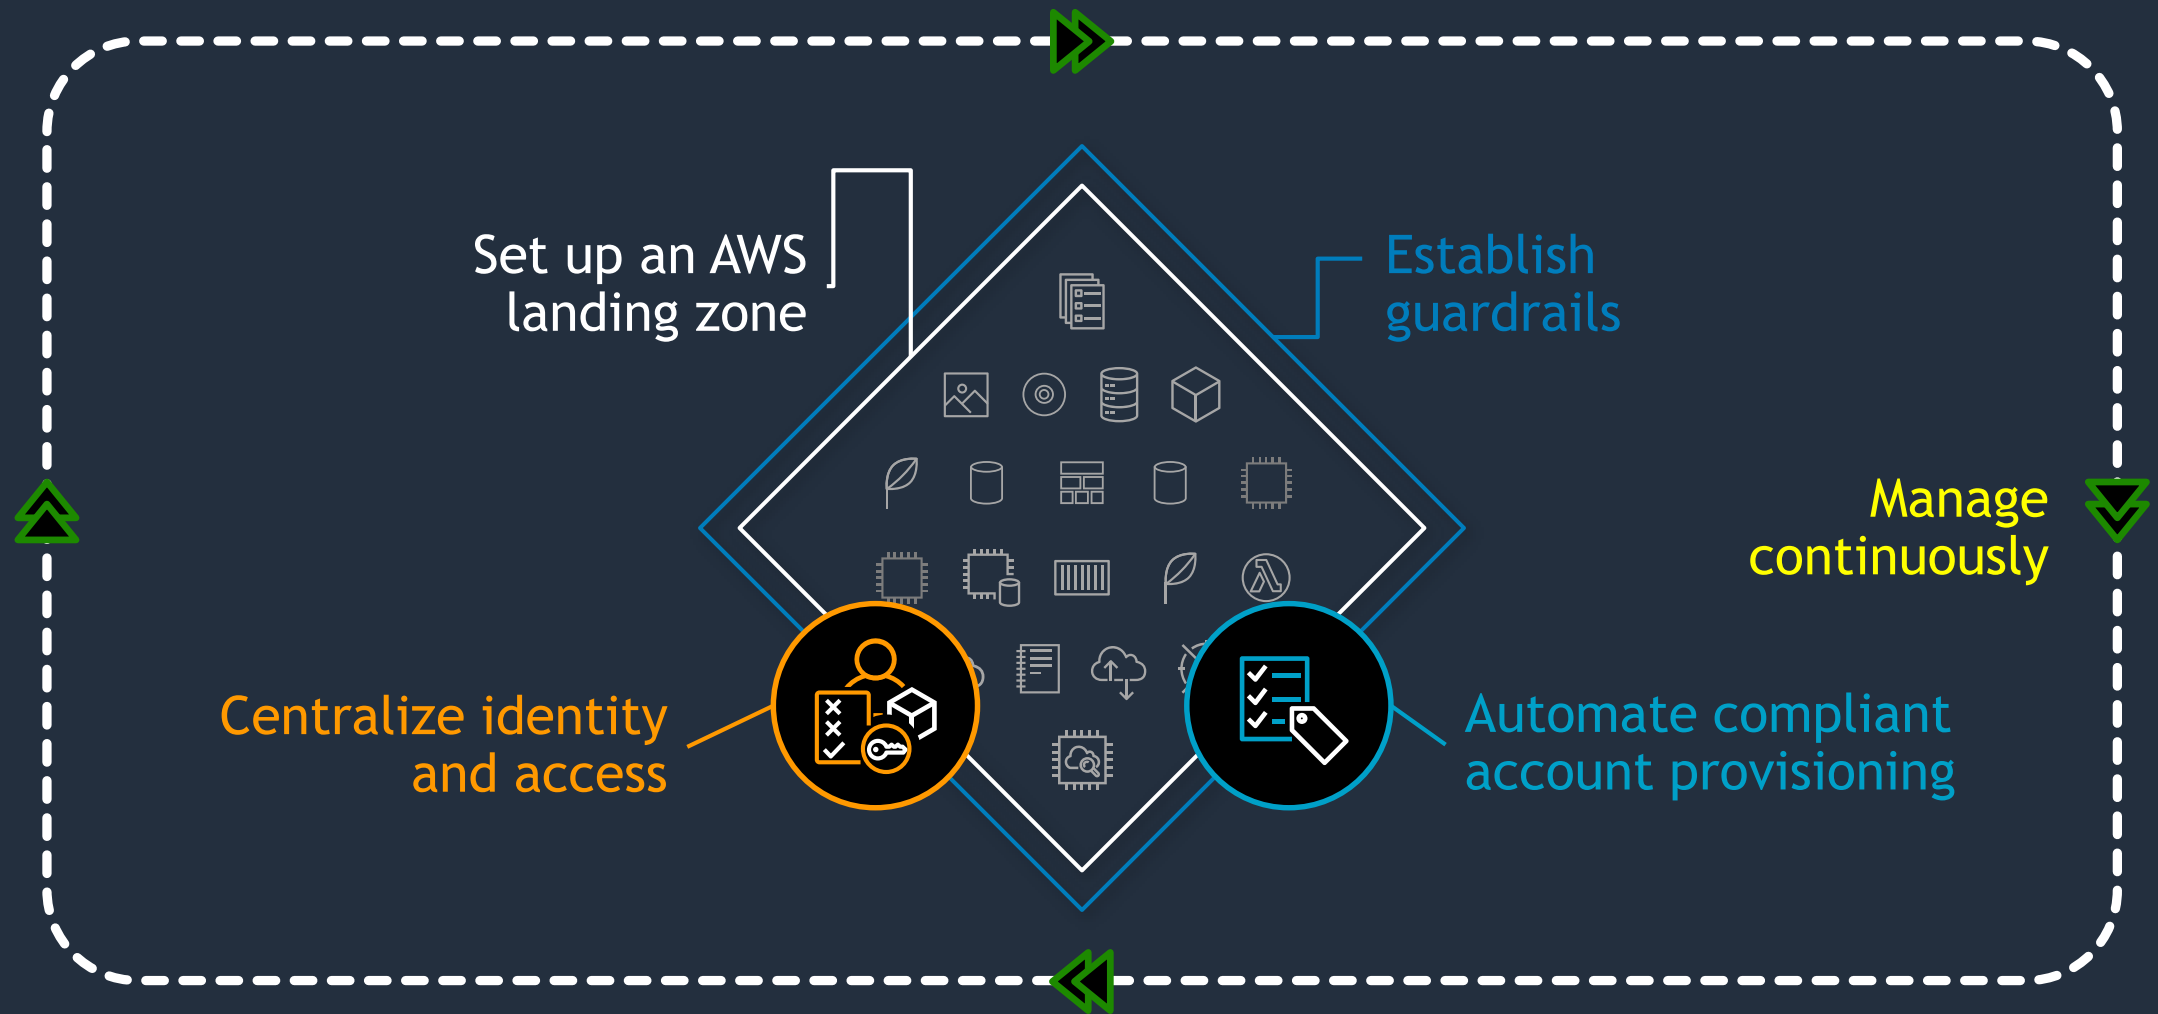 Set up an AWS
landing zone
Establish
guardrails
Manage
continuously
Centralize identity
and access
Automate compliant
account provisioning